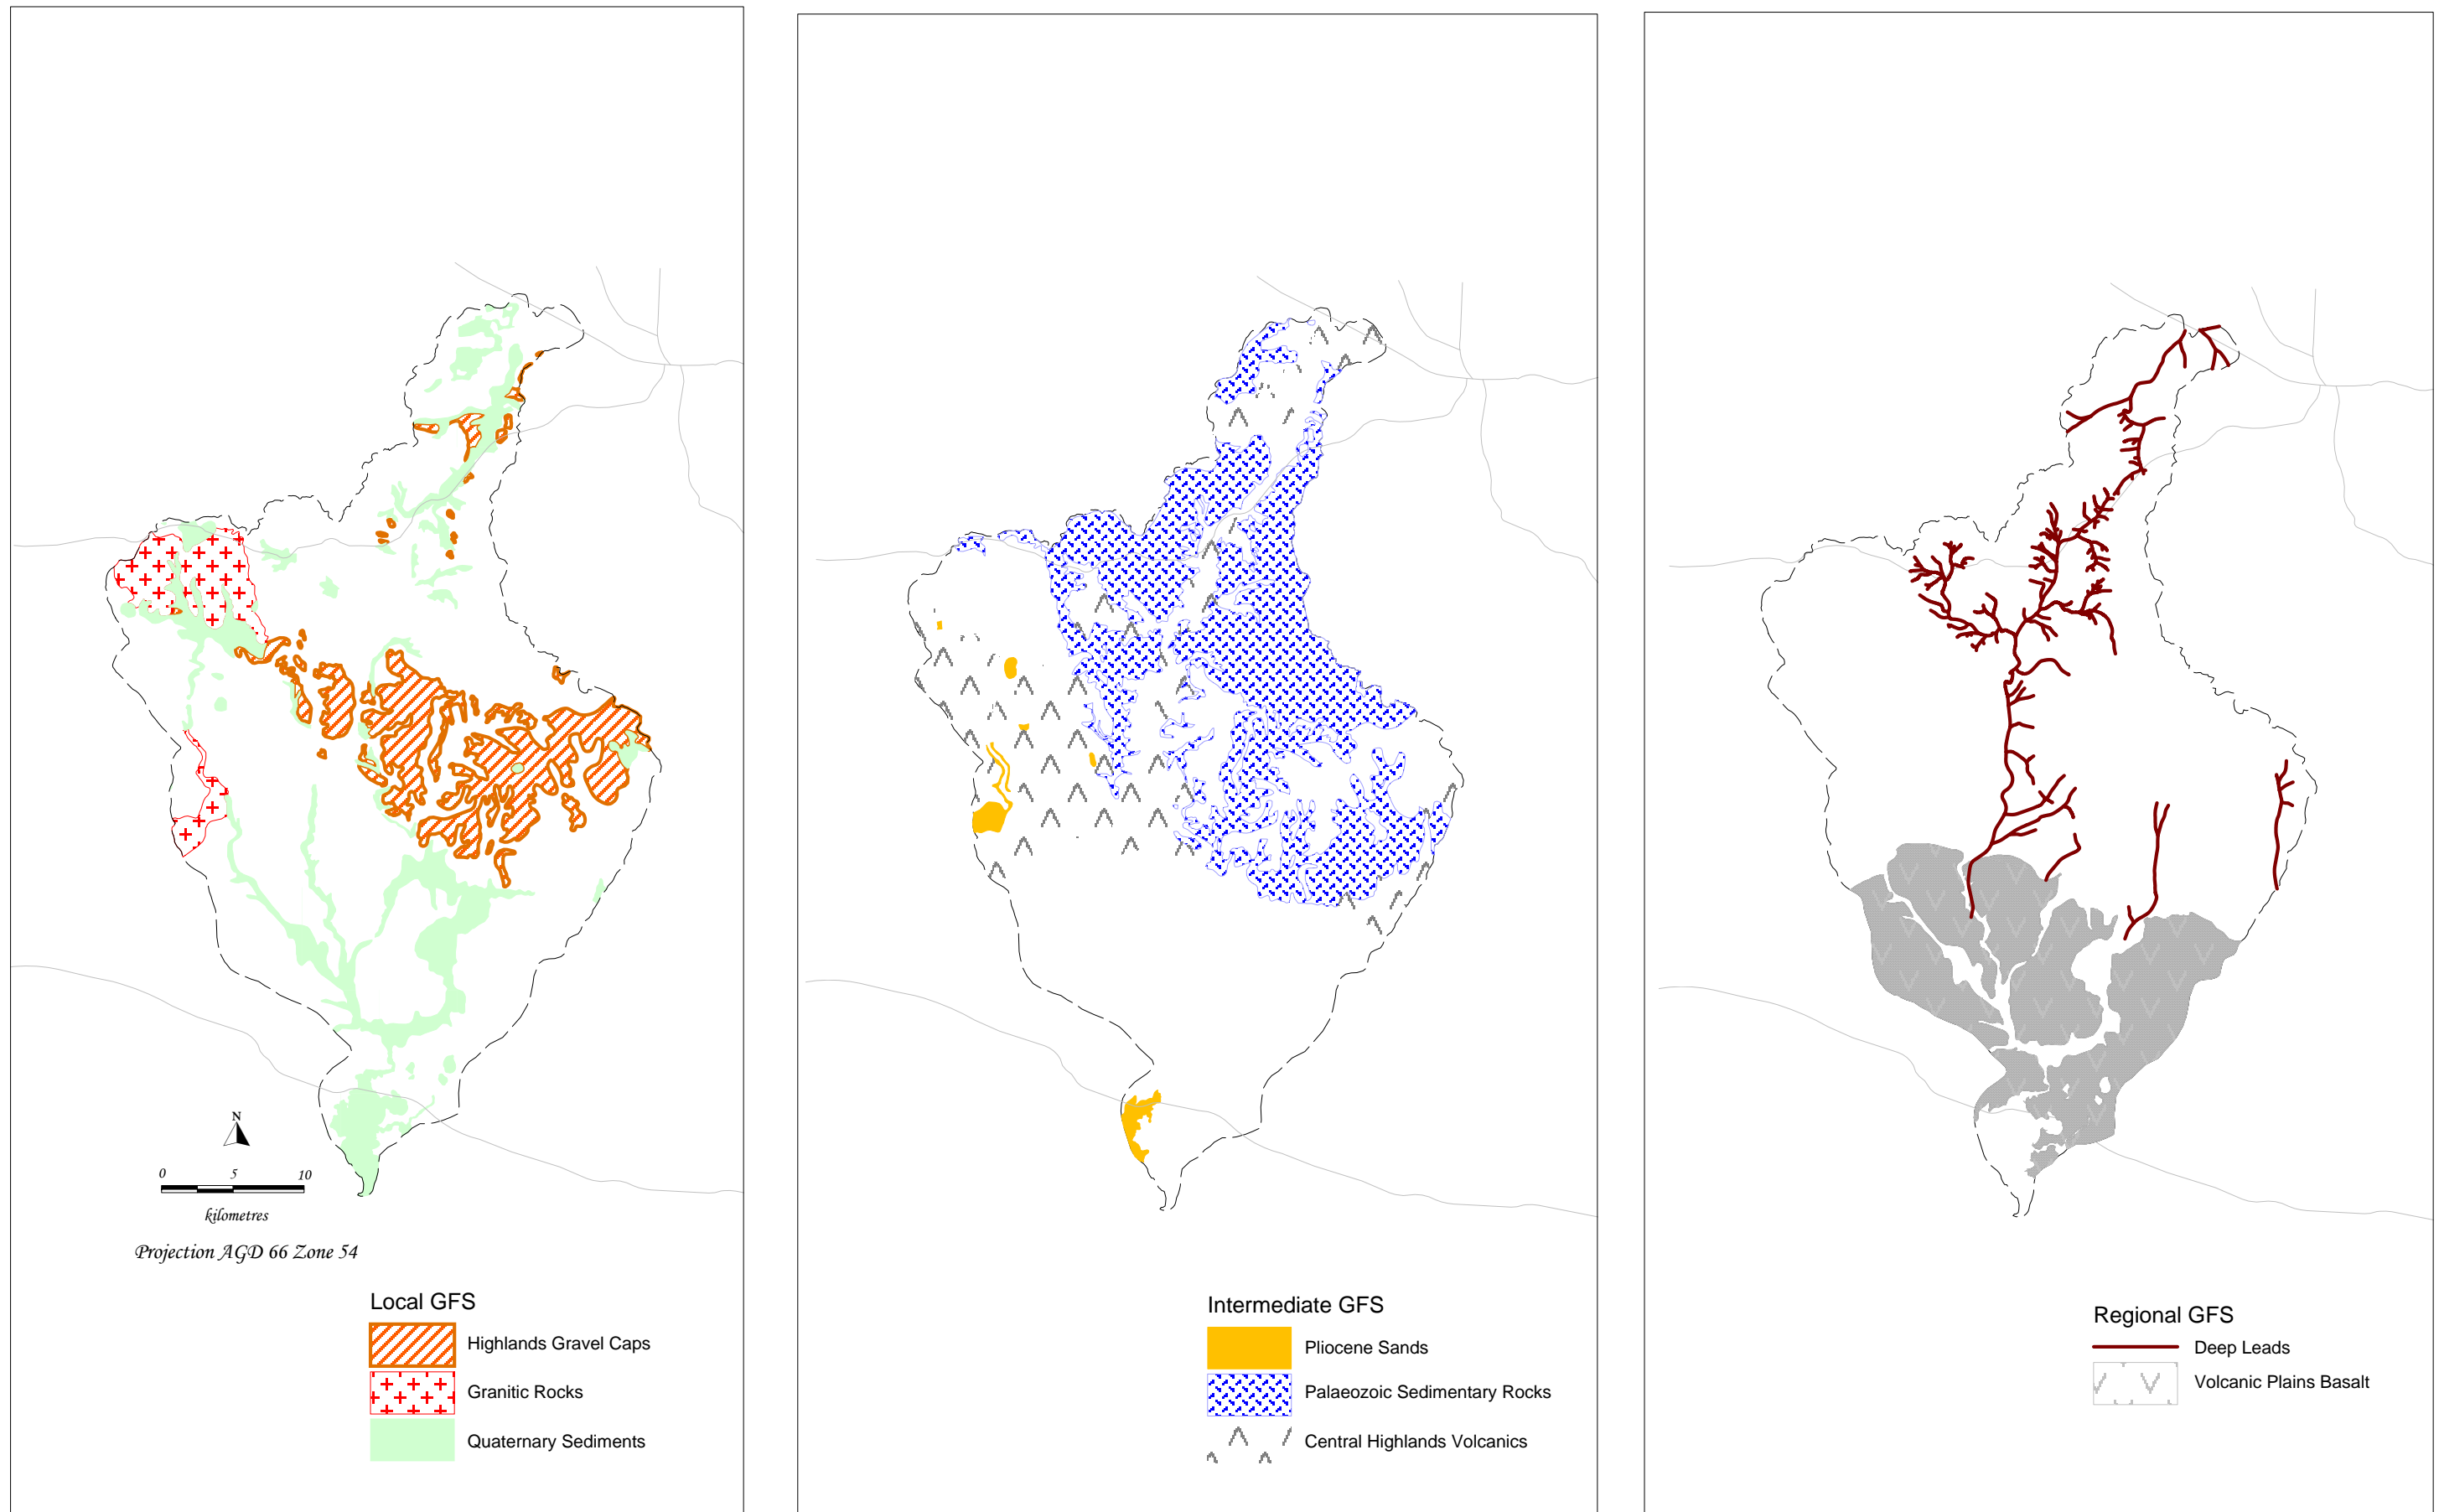 N
0 5 10
kilometres
Projection AGD 66 Zone 54
Local GFS
Highlands Gravel Caps
Granitic Rocks
Quaternary Sediments
Intermediate GFS
Pliocene Sands
Palaeozoic Sedimentary Rocks
Central Highlands Volcanics
Regional GFS
Deep Leads
Volcanic Plains Basalt